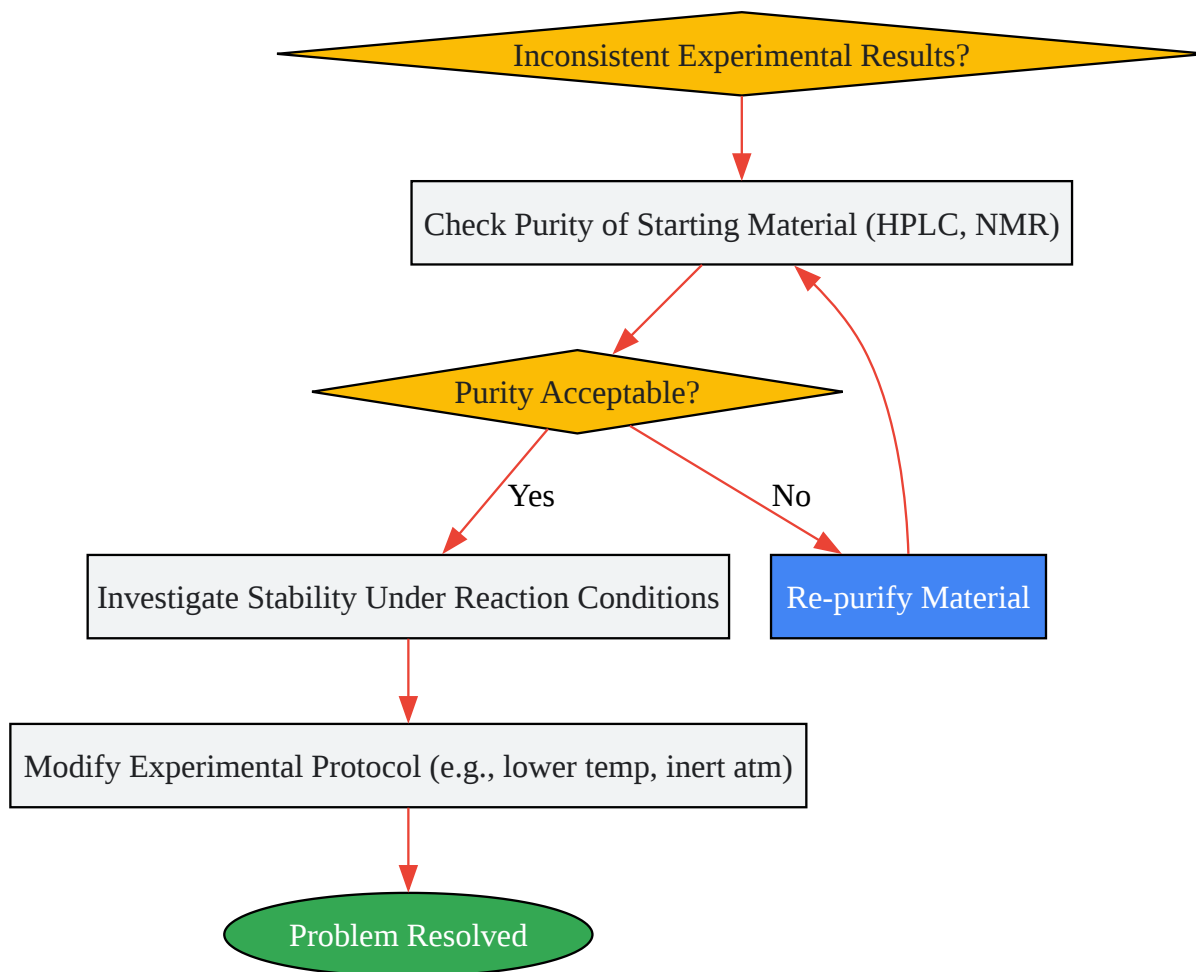 Inconsistent Experimental Results?
Check Purity of Starting Material (HPLC, NMR)
Purity Acceptable?
Yes
No
Investigate Stability Under Reaction Conditions
Re-purify Material
Modify Experimental Protocol (e.g., lower temp, inert atm)
Problem Resolved